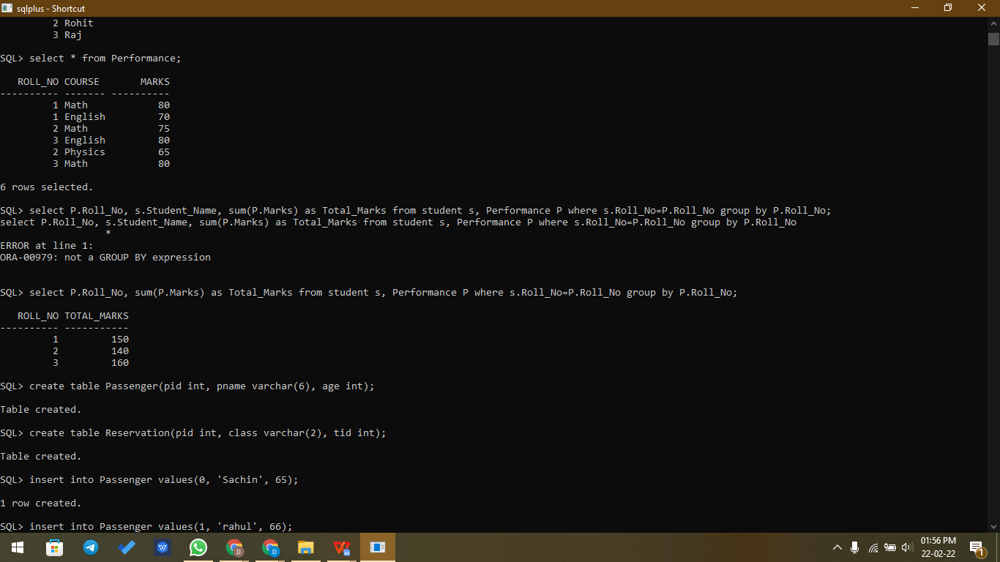 sqlplus - Shortcut
2 Rohit
3 Raj
SQL> select * from Performance;
ROLL_NO COURSE MARKS
---------- ------- ----------
1 Math 80
1 English 70
2 Math 75
3 English 80
2 Physics 65
3 Math 80
6 rows selected.
SQL> select P.Roll_No, s.Student_Name, sum(P.Marks) as Total_Marks from student s, Performance P where s.Roll_No=P.Roll_No group by P.Roll_No;
select P.Roll_No, s.Student_Name, sum(P.Marks) as Total_Marks from student s, Performance P where s.Roll_No=P.Roll_No group by P.Roll_No
*
ERROR at line 1:
ORA-00979: not a GROUP BY expression
SQL> select P.Roll_No, sum(P.Marks) as Total_Marks from student s, Performance P where s.Roll_No=P.Roll_No group by P.Roll_No;
ROLL_NO TOTAL_MARKS
---------- -----------
1 150
2 140
3 160
SQL> create table Passenger(pid int, pname varchar(6), age int);
Table created.
SQL> create table Reservation(pid int, class varchar(2), tid int);
Table created.
SQL> insert into Passenger values(0, 'Sachin', 65);
1 row created.
SQL> insert into Passenger values(1, 'rahul', 66);
01:56 PM
22-02-22
1